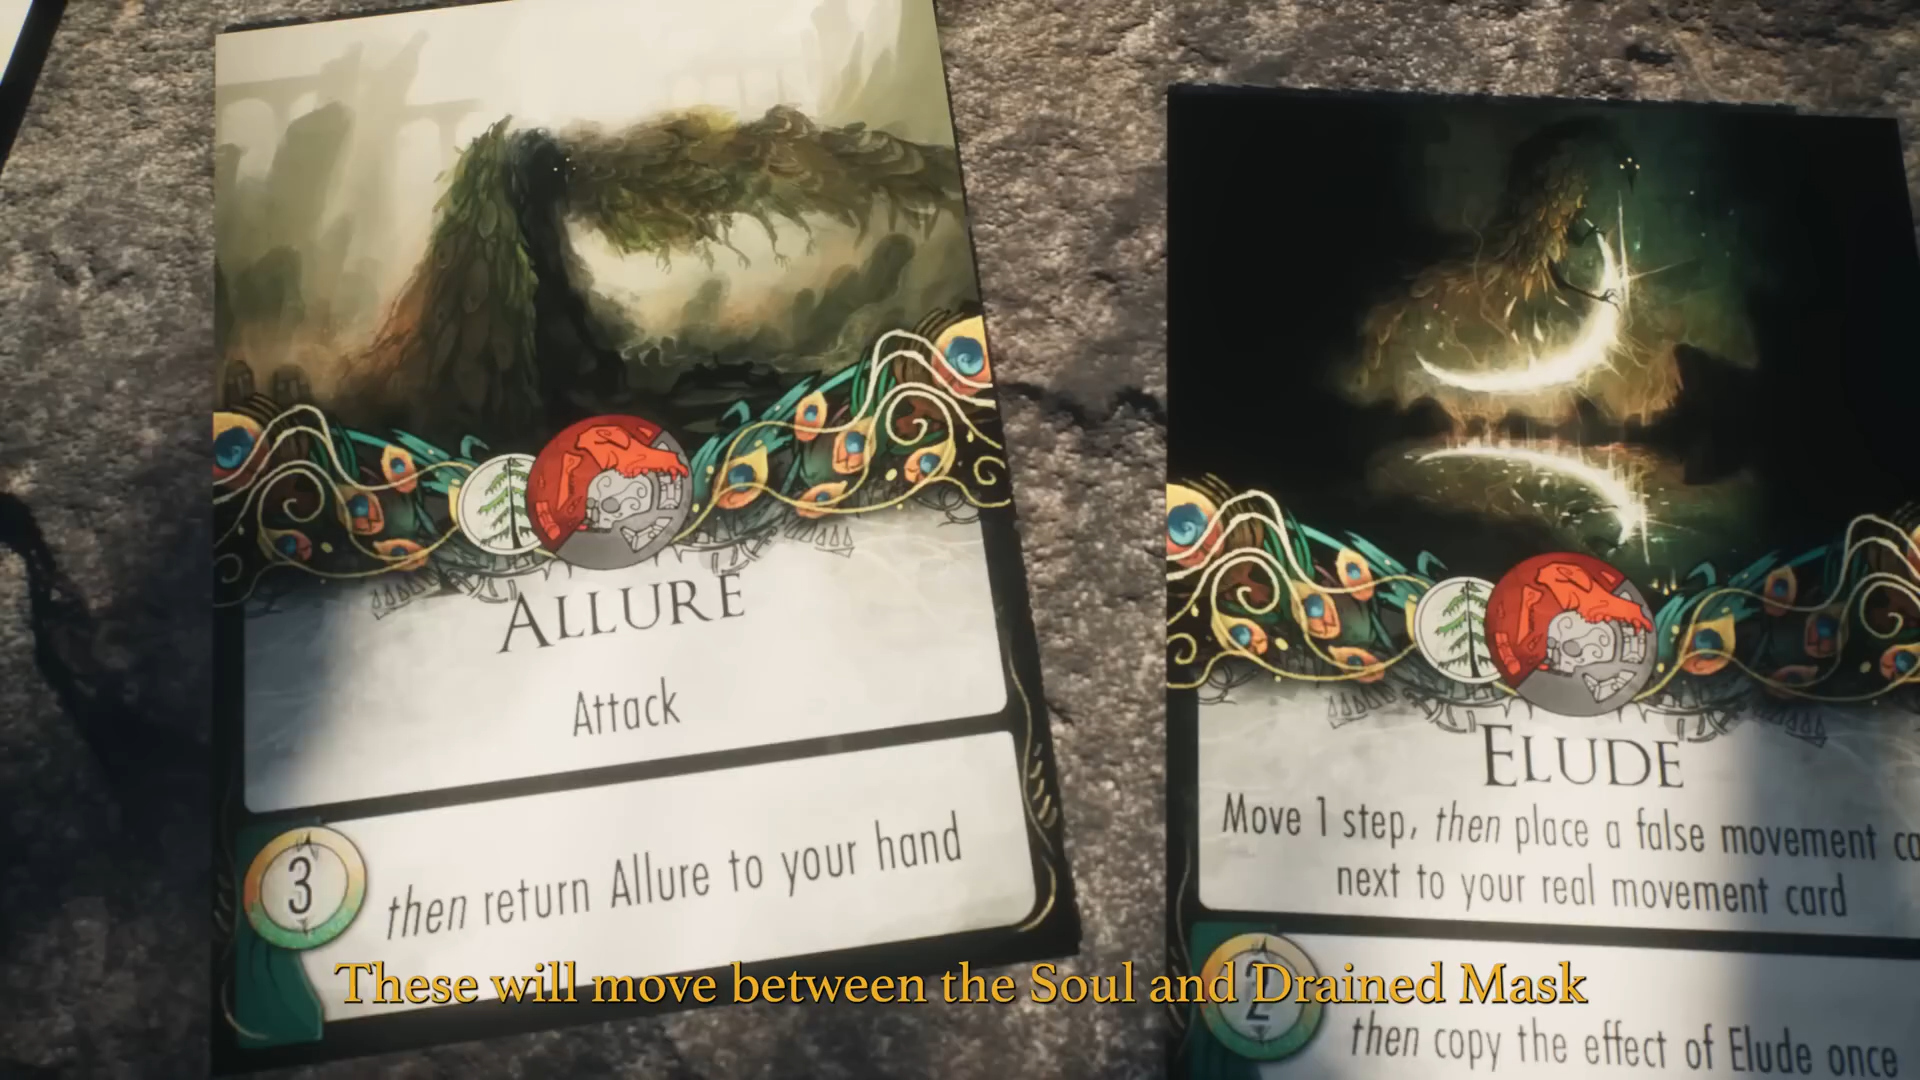 ALLURE
Attack
3
then return Allure to your hand
ELUDE
Move 1 step, then place a false movement
next to your real movement card
2
then copy the effect of Elude once
These will move between the Soul and Drained Mask